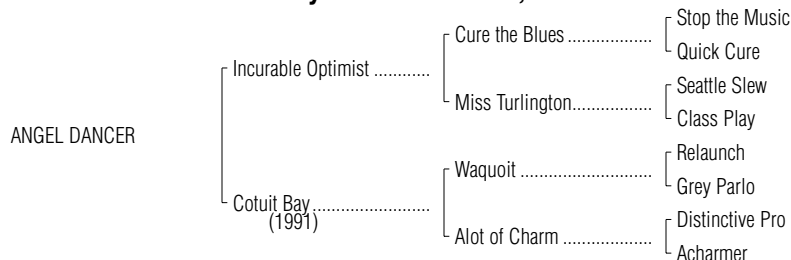 Stop the Music
Cure the Blues
Quick Cure
Incurable Optimist
Seattle Slew
Miss Turlington
Class Play
ANGEL DANCER
Relaunch
Waquoit
Grey Parlo
Cotuit Bay
(1991)
Distinctive Pro
Alot of Charm
Acharmer